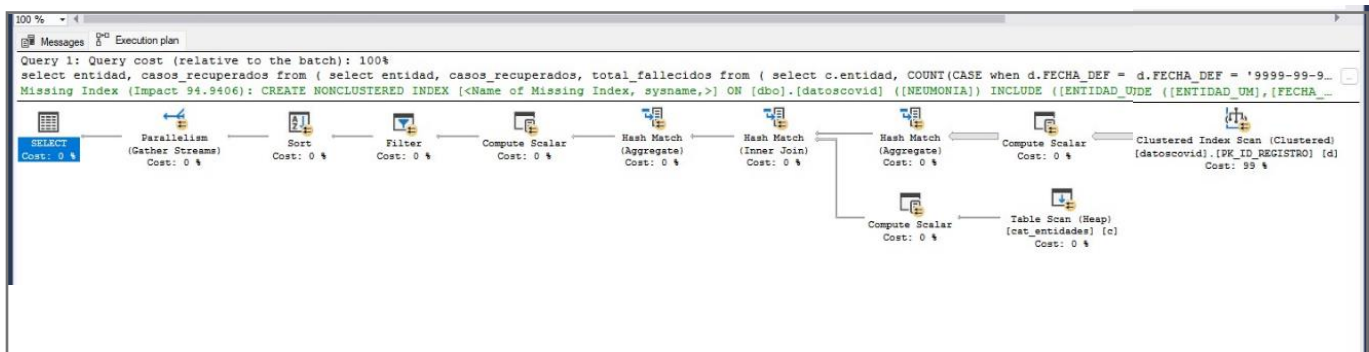 100 %
Messages Execution plan
Query 1: Query cost (relative to the batch): 100%
select entidad, casos_recuperados from ( select entidad, casos_recuperados, total_fallecidos from ( select c.entidad, COUNT(CASE when d.FECHA_DEF = d.FECHA_DEF = '9999-99-9…
Missing Index (Impact 94.9406): CREATE NONCLUSTERED INDEX [<Name of Missing Index, sysname,>] ON [dbo].[datoscovid] ([NEUMONIA]) INCLUDE ([ENTIDAD_UDE ([ENTIDAD_UM],[FECHA_…
SELECT
Cost: 0 %
Parallelism
(Gather Streams)
Cost: 0 %
Sort
Cost: 0 %
Filter
Cost: 0 %
Compute Scalar
Cost: 0 %
Hash Match
(Aggregate)
Cost: 0 %
Hash Match
(Inner Join)
Cost: 0 %
Hash Match
(Aggregate)
Cost: 0 %
Compute Scalar
Cost: 0 %
Clustered Index Scan (Clustered)
[datoscovid].[PK_ID_REGISTRO] [d]
Cost: 99 %
Compute Scalar
Cost: 0 %
Table Scan (Heap)
[cat_entidades] [c]
Cost: 0 %